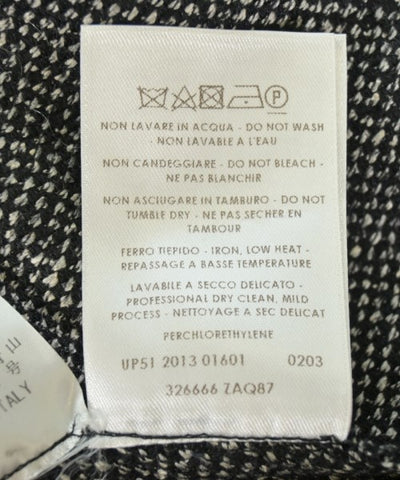 P
NON LAVARE IN ACQUA - DO NOT WASH
- NON LAVABLE A L'EAU
NON CANDEGGIARE - DO NOT BLEACH -
NE PAS BLANCHIR
NON ASCIUGARE IN TAMBURO - DO NOT
TUMBLE DRY - NE PAS SECHER EN
TAMBOUR
FERRO TIEPIDO - IRON, LOW HEAT -
REPASSAGE A BASSE TEMPERATURE
LAVABILE A SECCO DELICATO -
PROFESSIONAL DRY CLEAN, MILD
PROCESS - NETTOYAGE A SEC DELICAT
PERCHLORETHYLENE
UP51 2013 01601 0203
326666 ZAQ87
山
号
ITALY